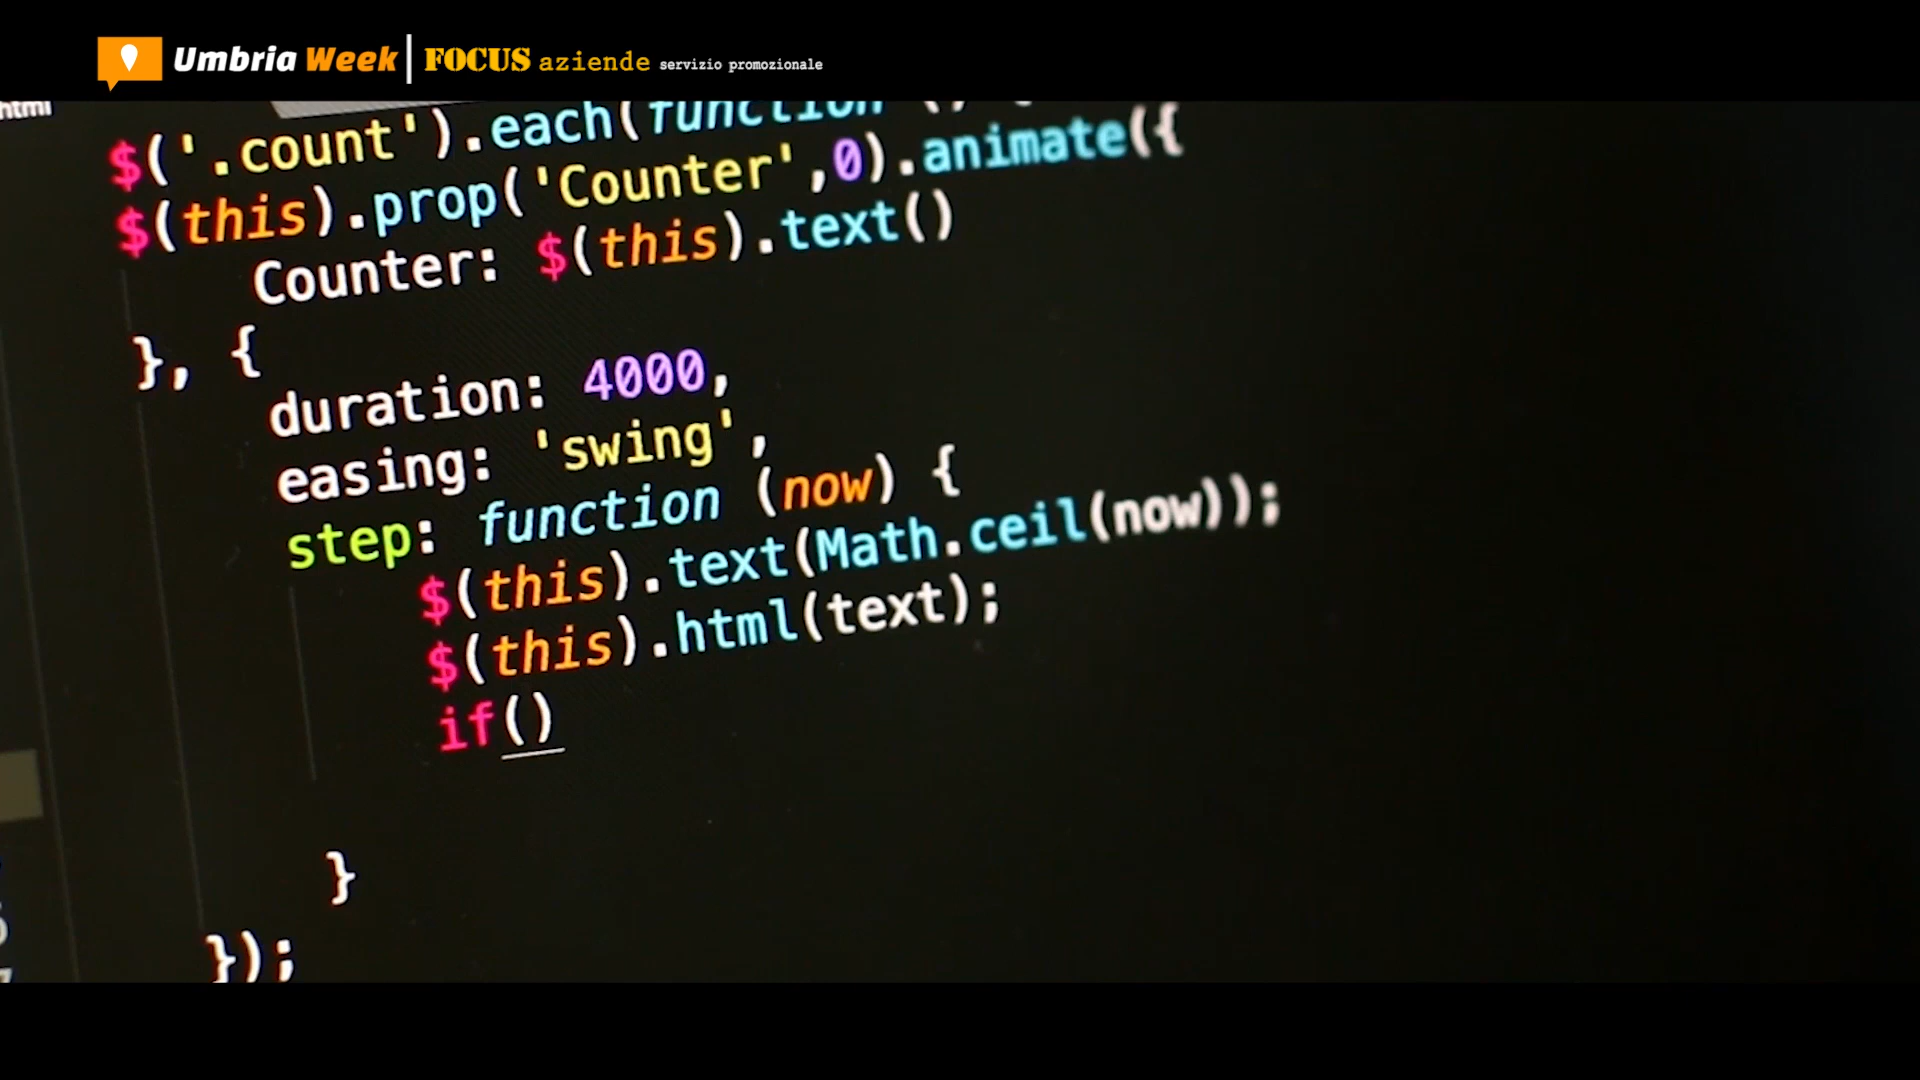 Umbria Week FOCUS aziende servizio promozionale
html
$('.count').each(function () {
$(this).prop('Counter',0).animate({
Counter: $(this).text()
}, {
duration: 4000,
easing: 'swing',
step: function (now) {
$(this).text(Math.ceil(now));
$(this).html(text);
if()
}
});